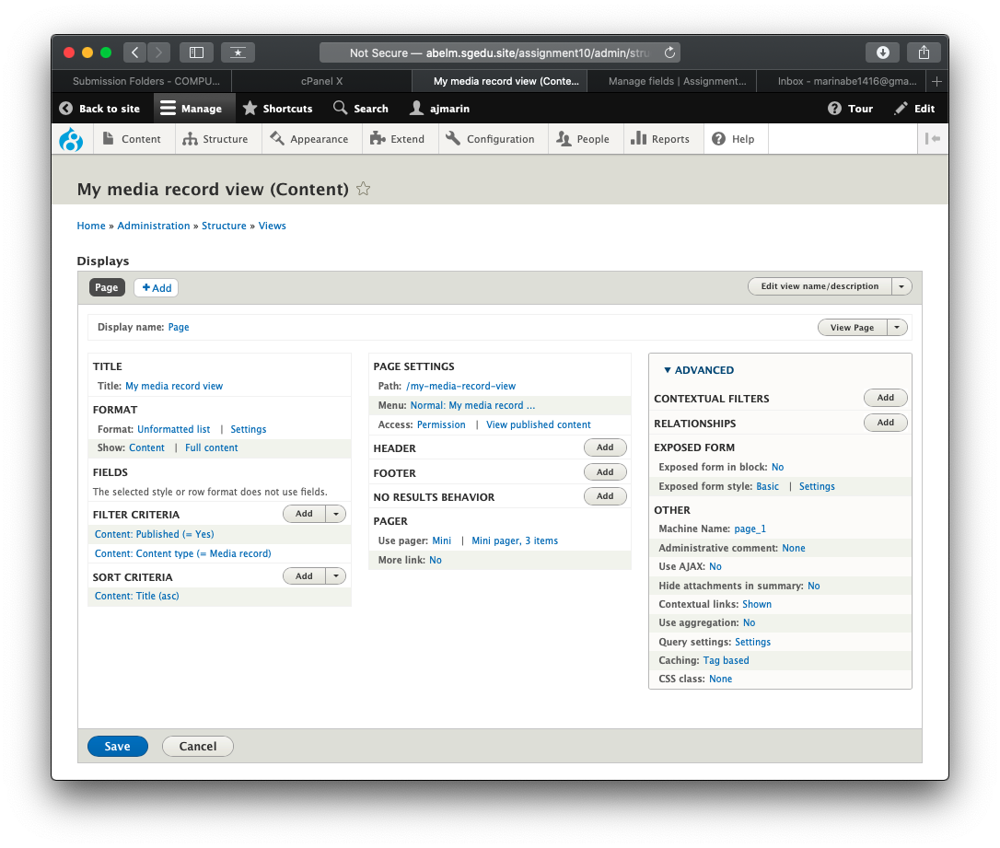 Not Secure — abelm.sgedu.site/assignment10/admin/stru
Submission Folders - COMPU... cPanel X My media record view (Conte... Manage fields | Assignment... Inbox - marinabe1416@gma... +
Back to site Manage Shortcuts Search ajmarin Tour Edit
Content Structure Appearance Extend Configuration People Reports Help
My media record view (Content)
Home » Administration » Structure » Views
Displays
Page + Add Edit view name/description
Display name: Page View Page
TITLE
Title: My media record view
FORMAT
Format: Unformatted list | Settings
Show: Content | Full content
FIELDS
The selected style or row format does not use fields.
FILTER CRITERIA Add
Content: Published (= Yes)
Content: Content type (= Media record)
SORT CRITERIA Add
Content: Title (asc)
PAGE SETTINGS
Path: /my-media-record-view
Menu: Normal: My media record ...
Access: Permission | View published content
HEADER Add
FOOTER Add
NO RESULTS BEHAVIOR Add
PAGER
Use pager: Mini | Mini pager, 3 items
More link: No
ADVANCED
CONTEXTUAL FILTERS Add
RELATIONSHIPS Add
EXPOSED FORM
Exposed form in block: No
Exposed form style: Basic | Settings
OTHER
Machine Name: page_1
Administrative comment: None
Use AJAX: No
Hide attachments in summary: No
Contextual links: Shown
Use aggregation: No
Query settings: Settings
Caching: Tag based
CSS class: None
Save Cancel